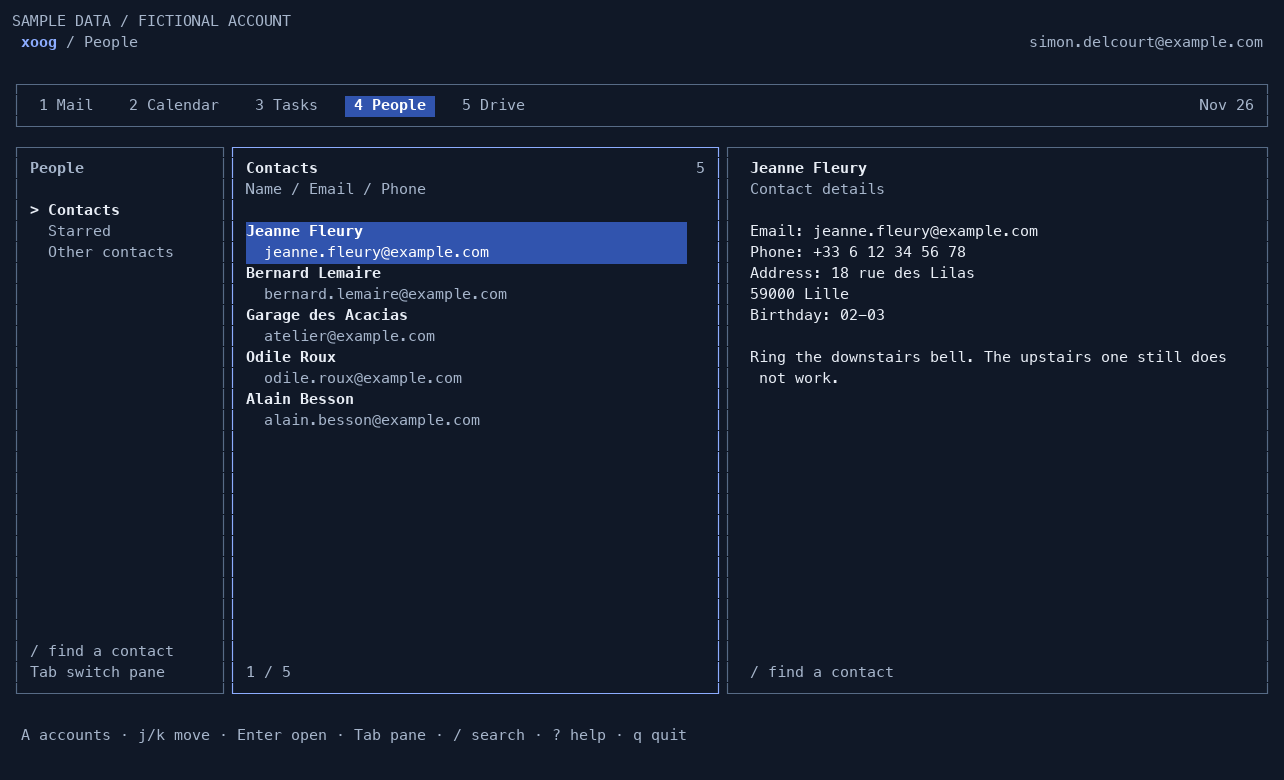 SAMPLE DATA / FICTIONAL ACCOUNT
xoog / People simon.delcourt@example.com
1 Mail 2 Calendar 3 Tasks 4 People 5 Drive Nov 26
People
> Contacts
Starred
Other contacts
/ find a contact
Tab switch pane
Contacts 5
Name / Email / Phone
Jeanne Fleury
jeanne.fleury@example.com
Bernard Lemaire
bernard.lemaire@example.com
Garage des Acacias
atelier@example.com
Odile Roux
odile.roux@example.com
Alain Besson
alain.besson@example.com
1 / 5
Jeanne Fleury
Contact details
Email: jeanne.fleury@example.com
Phone: +33 6 12 34 56 78
Address: 18 rue des Lilas
59000 Lille
Birthday: 02–03
Ring the downstairs bell. The upstairs one still does
not work.
/ find a contact
A accounts · j/k move · Enter open · Tab pane · / search · ? help · q quit